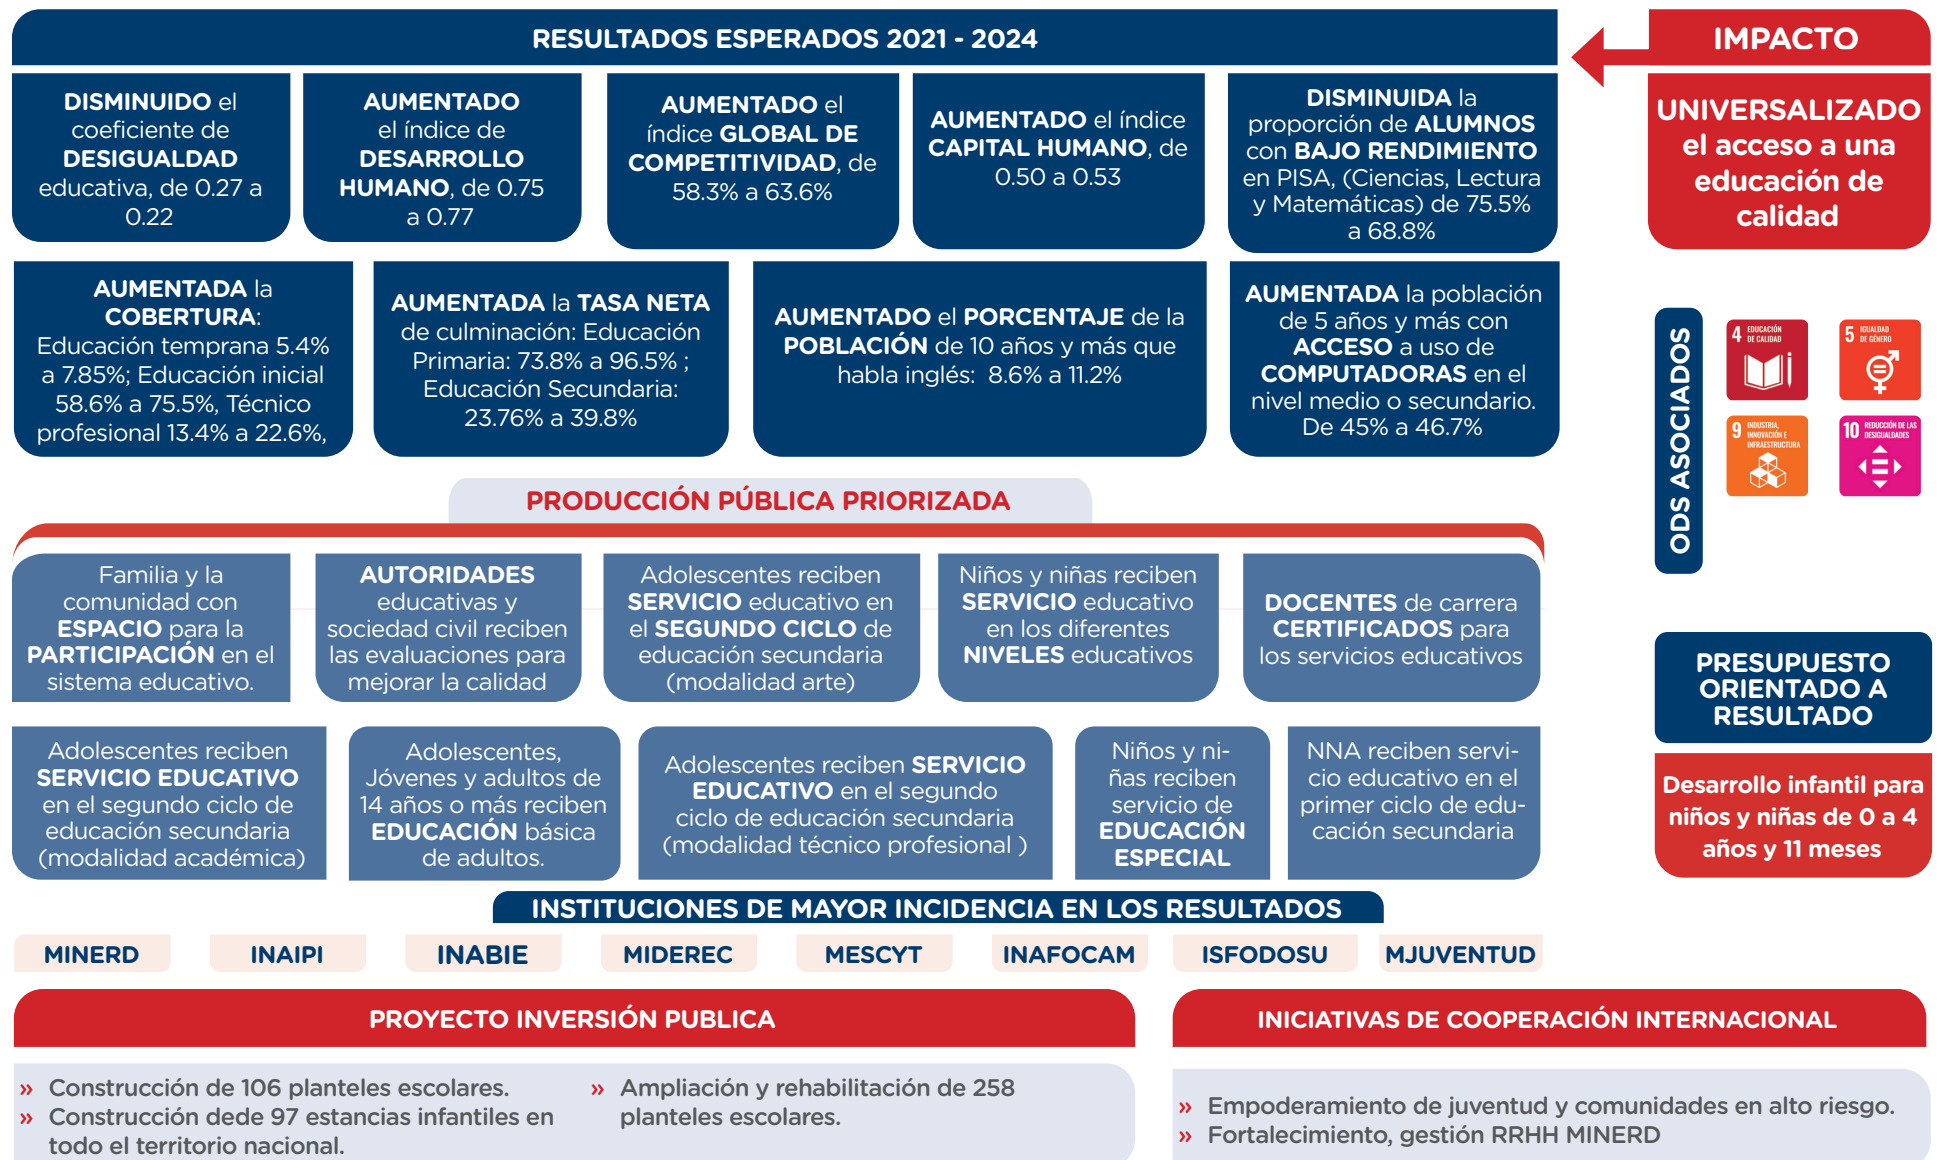 RESULTADOS ESPERADOS 2021 - 2024
IMPACTO
UNIVERSALIZADO
el acceso a una
educación de
calidad
DISMINUIDO el
coeficiente de
DESIGUALDAD
educativa, de 0.27 a
0.22
AUMENTADO
el índice de
DESARROLLO
HUMANO, de 0.75
a 0.77
AUMENTADO el
índice GLOBAL DE
COMPETITIVIDAD, de
58.3% a 63.6%
AUMENTADO el índice
CAPITAL HUMANO, de
0.50 a 0.53
DISMINUIDA la
proporción de ALUMNOS
con BAJO RENDIMIENTO
en PISA, (Ciencias, Lectura
y Matemáticas) de 75.5%
a 68.8%
AUMENTADA la
COBERTURA:
Educación temprana 5.4%
a 7.85%; Educación inicial
58.6% a 75.5%, Técnico
profesional 13.4% a 22.6%,
AUMENTADA la TASA NETA
de culminación: Educación
Primaria: 73.8% a 96.5% ;
Educación Secundaria:
23.76% a 39.8%
AUMENTADO el PORCENTAJE de la
POBLACIÓN de 10 años y más que
habla inglés: 8.6% a 11.2%
AUMENTADA la población
de 5 años y más con
ACCESO a uso de
COMPUTADORAS en el
nivel medio o secundario.
De 45% a 46.7%
ODS ASOCIADOS
4 EDUCACIÓN
DE CALIDAD
5 IGUALDAD
DE GÉNERO
9 INDUSTRIA,
INNOVACIÓN E
INFRAESTRUCTURA
10 REDUCCIÓN DE LAS
DESIGUALDADES
PRODUCCIÓN PÚBLICA PRIORIZADA
Familia y la
comunidad con
ESPACIO para la
PARTICIPACIÓN en el
sistema educativo.
AUTORIDADES
educativas y
sociedad civil reciben
las evaluaciones para
mejorar la calidad
Adolescentes reciben
SERVICIO educativo en
el SEGUNDO CICLO de
educación secundaria
(modalidad arte)
Niños y niñas reciben
SERVICIO educativo
en los diferentes
NIVELES educativos
DOCENTES de carrera
CERTIFICADOS para
los servicios educativos
Adolescentes reciben
SERVICIO EDUCATIVO
en el segundo ciclo de
educación secundaria
(modalidad académica)
Adolescentes,
Jóvenes y adultos de
14 años o más reciben
EDUCACIÓN básica
de adultos.
Adolescentes reciben SERVICIO
EDUCATIVO en el segundo
ciclo de educación secundaria
(modalidad técnico profesional )
Niños y ni-
ñas reciben
servicio de
EDUCACIÓN
ESPECIAL
NNA reciben servi-
cio educativo en el
primer ciclo de edu-
cación secundaria
PRESUPUESTO
ORIENTADO A
RESULTADO
Desarrollo infantil para
niños y niñas de 0 a 4
años y 11 meses
INSTITUCIONES DE MAYOR INCIDENCIA EN LOS RESULTADOS
MINERD
INAIPI
INABIE
MIDEREC
MESCYT
INAFOCAM
ISFODOSU
MJUVENTUD
PROYECTO INVERSIÓN PUBLICA
» Construcción de 106 planteles escolares.
» Construcción dede 97 estancias infantiles en
todo el territorio nacional.
» Ampliación y rehabilitación de 258
planteles escolares.
INICIATIVAS DE COOPERACIÓN INTERNACIONAL
» Empoderamiento de juventud y comunidades en alto riesgo.
» Fortalecimiento, gestión RRHH MINERD